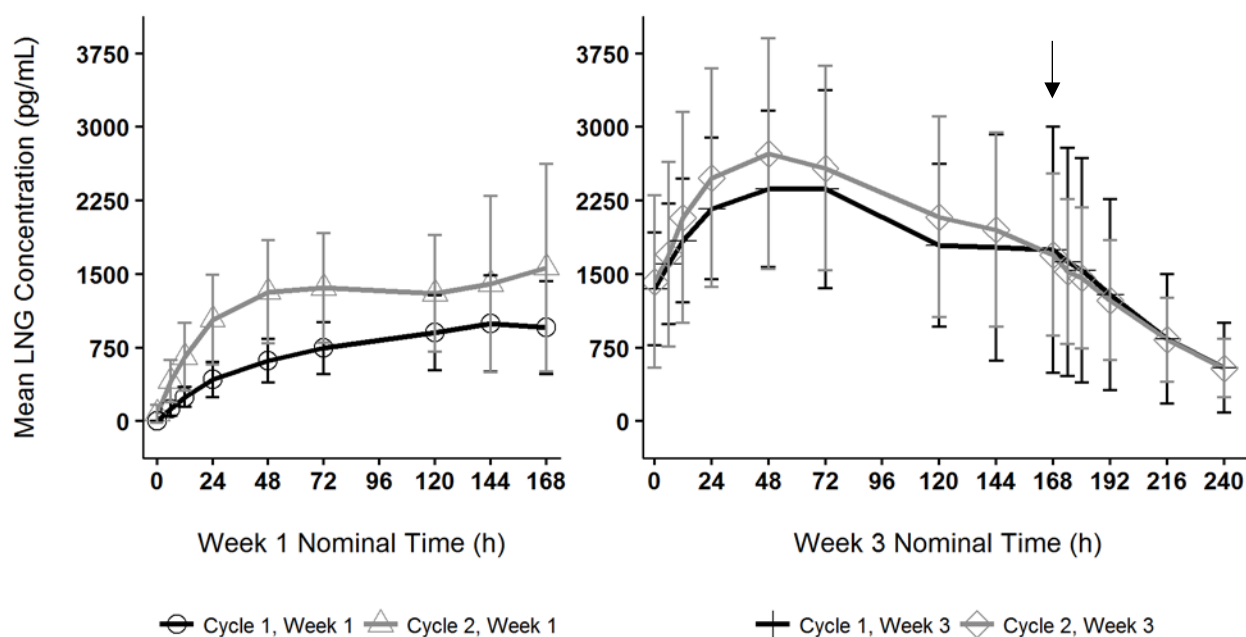 Mean LNG Concentration (pg/mL)
3750
3000
2250
1500
750
0
0 24 48 72 96 120 144 168
Week 1 Nominal Time (h)
Cycle 1, Week 1 Cycle 2, Week 1
3750
3000
2250
1500
750
0
0 24 48 72 96 120 144 168 192 216 240
Week 3 Nominal Time (h)
Cycle 1, Week 3 Cycle 2, Week 3